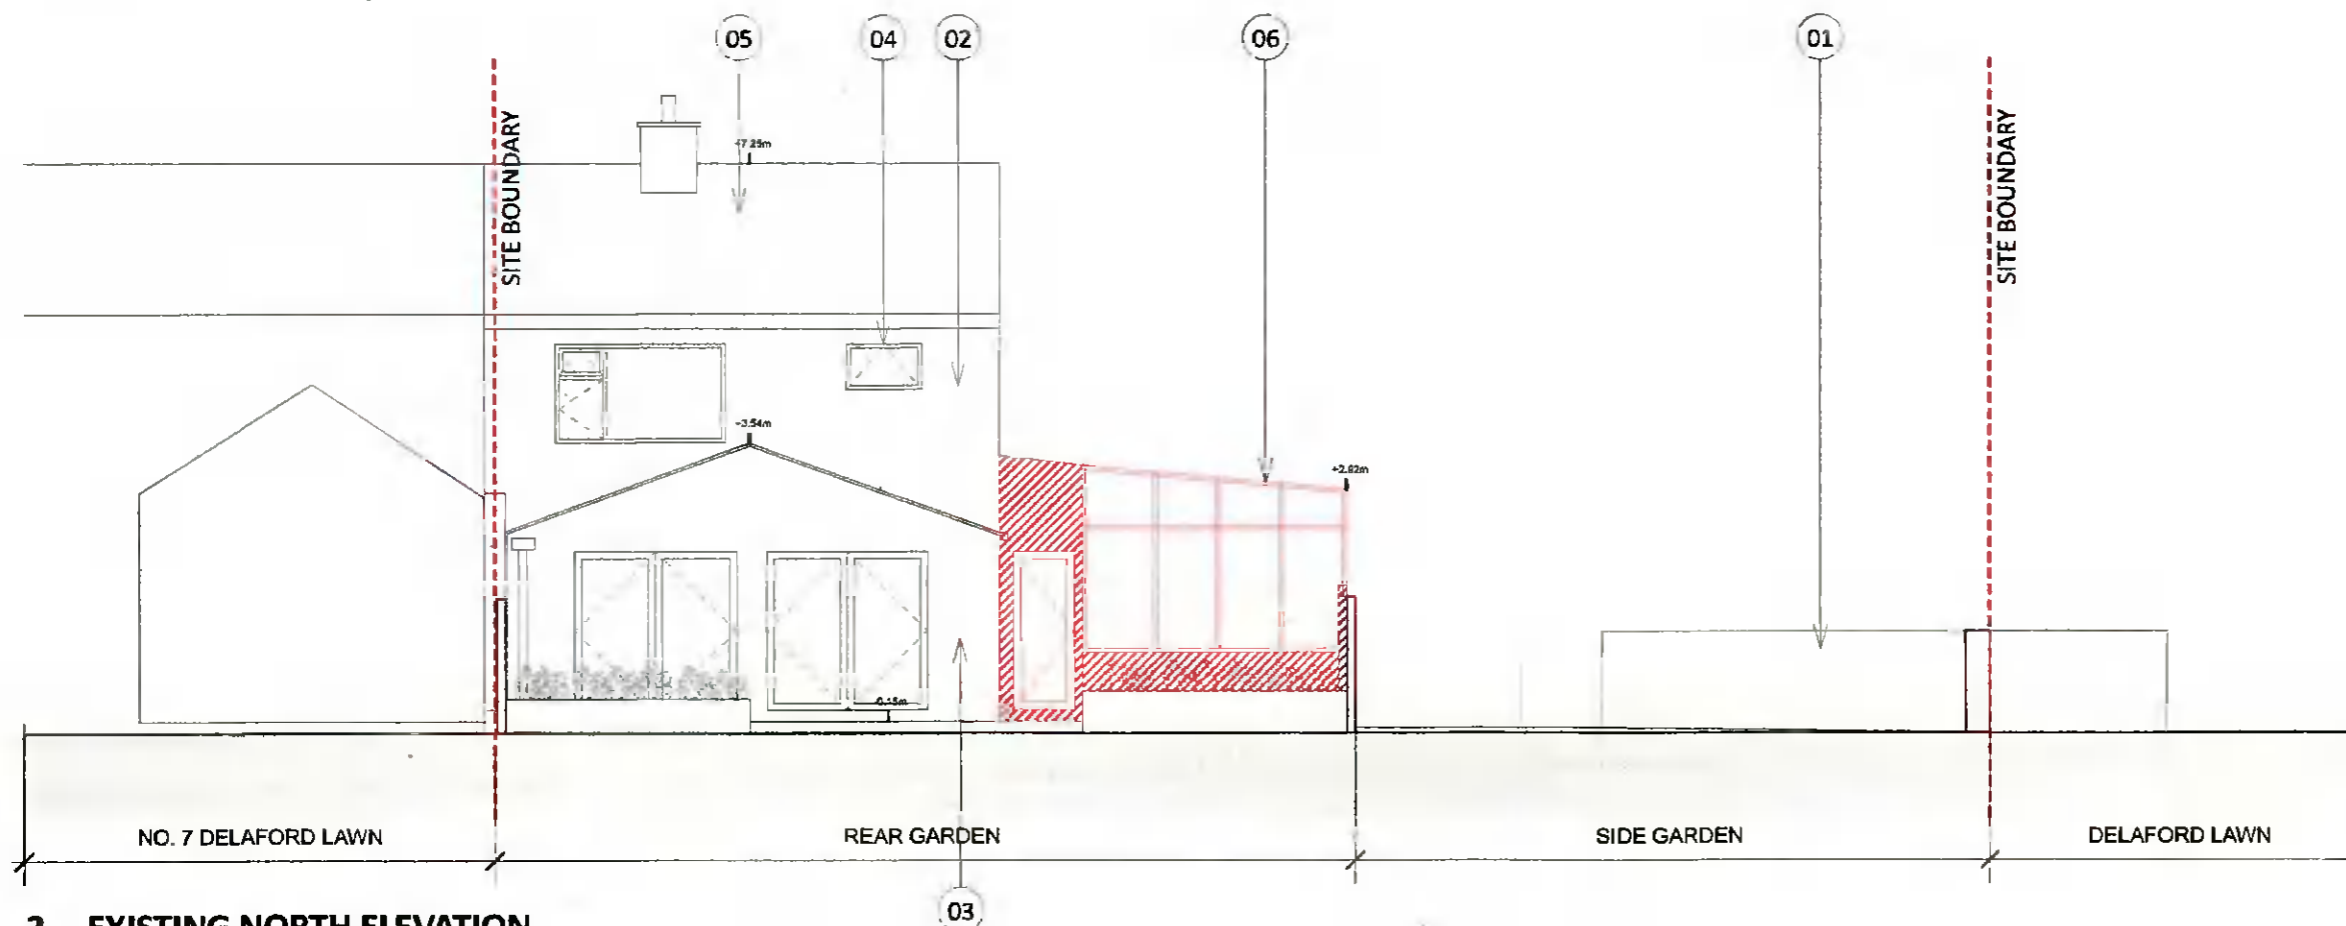 05
04
02
06
01
SITE BOUNDARY
SITE BOUNDARY
+7.29m
+3.54m
+2.82m
-0.15m
NO. 7 DELAFORD LAWN
REAR GARDEN
SIDE GARDEN
DELAFORD LAWN
03
EXISTING NORTH ELEVATION